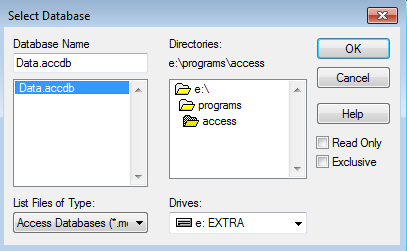 Select Database
Database Name
Data.accdb
Data.accdb
List Files of Type:
Access Databases (*.m
Directories:
e:\programs\access
e:\
programs
access
Drives:
e: EXTRA
OK
Cancel
Help
Read Only
Exclusive